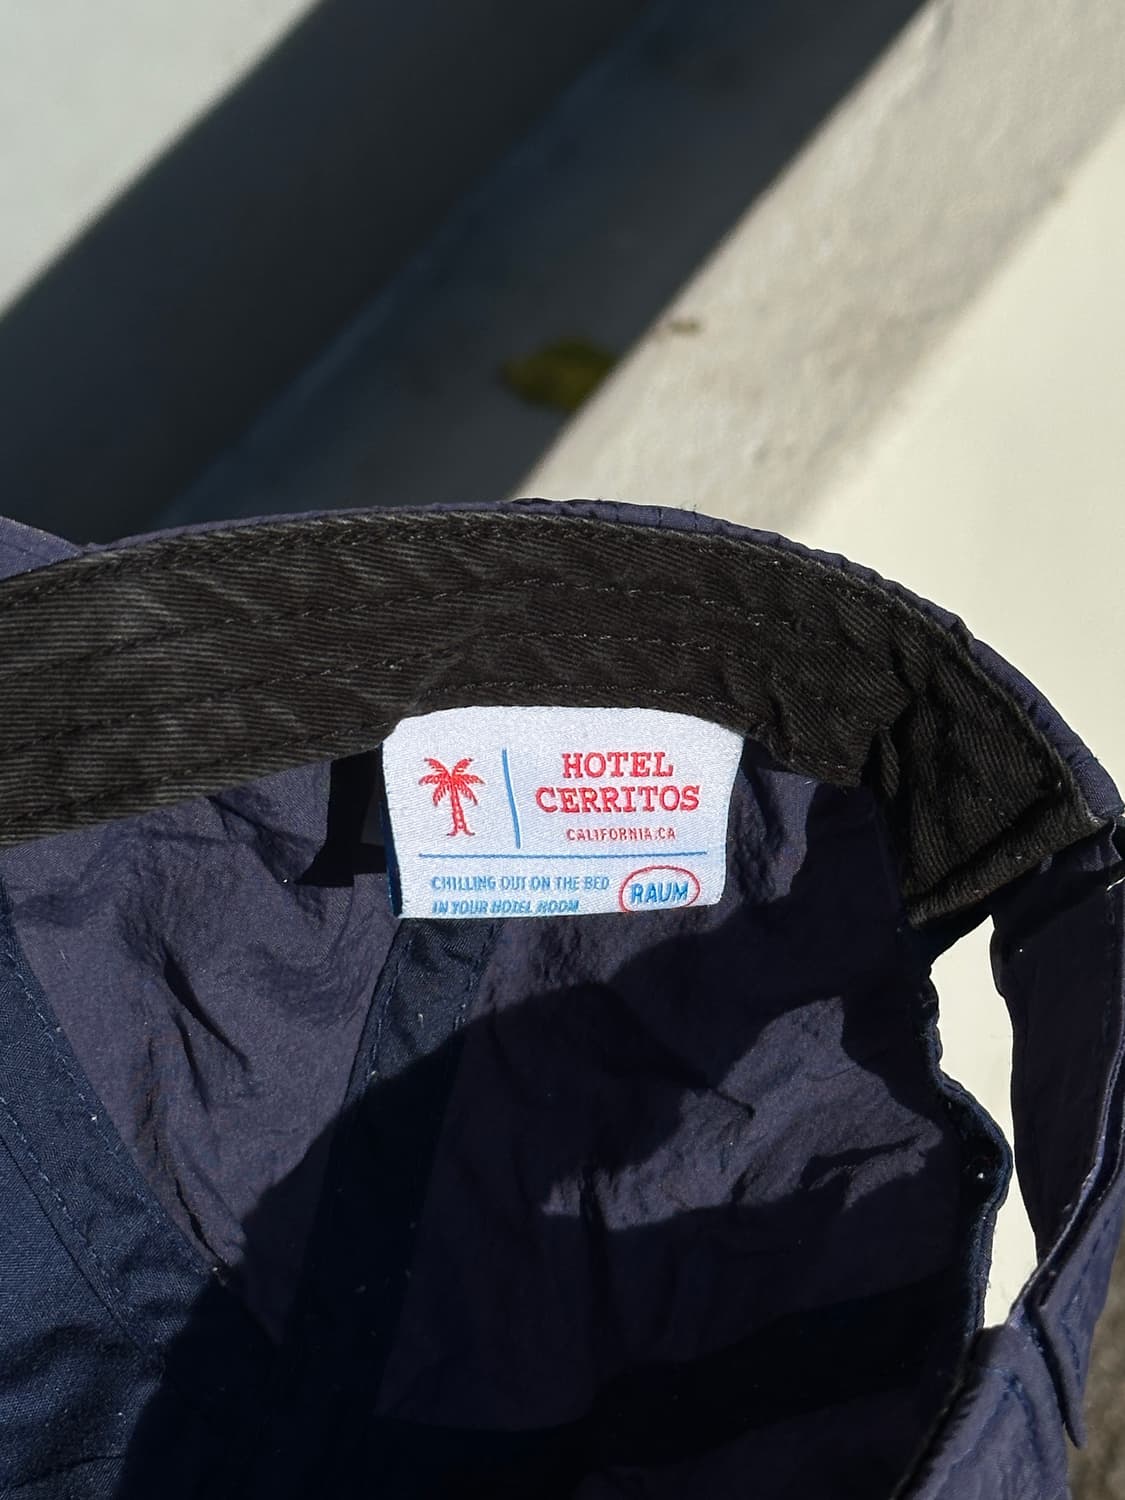 HOTEL
CERRITOS
CALIFORNIA.CA
CHILLING OUT ON THE BED
IN YOUR HOTEL ROOM
RAUM